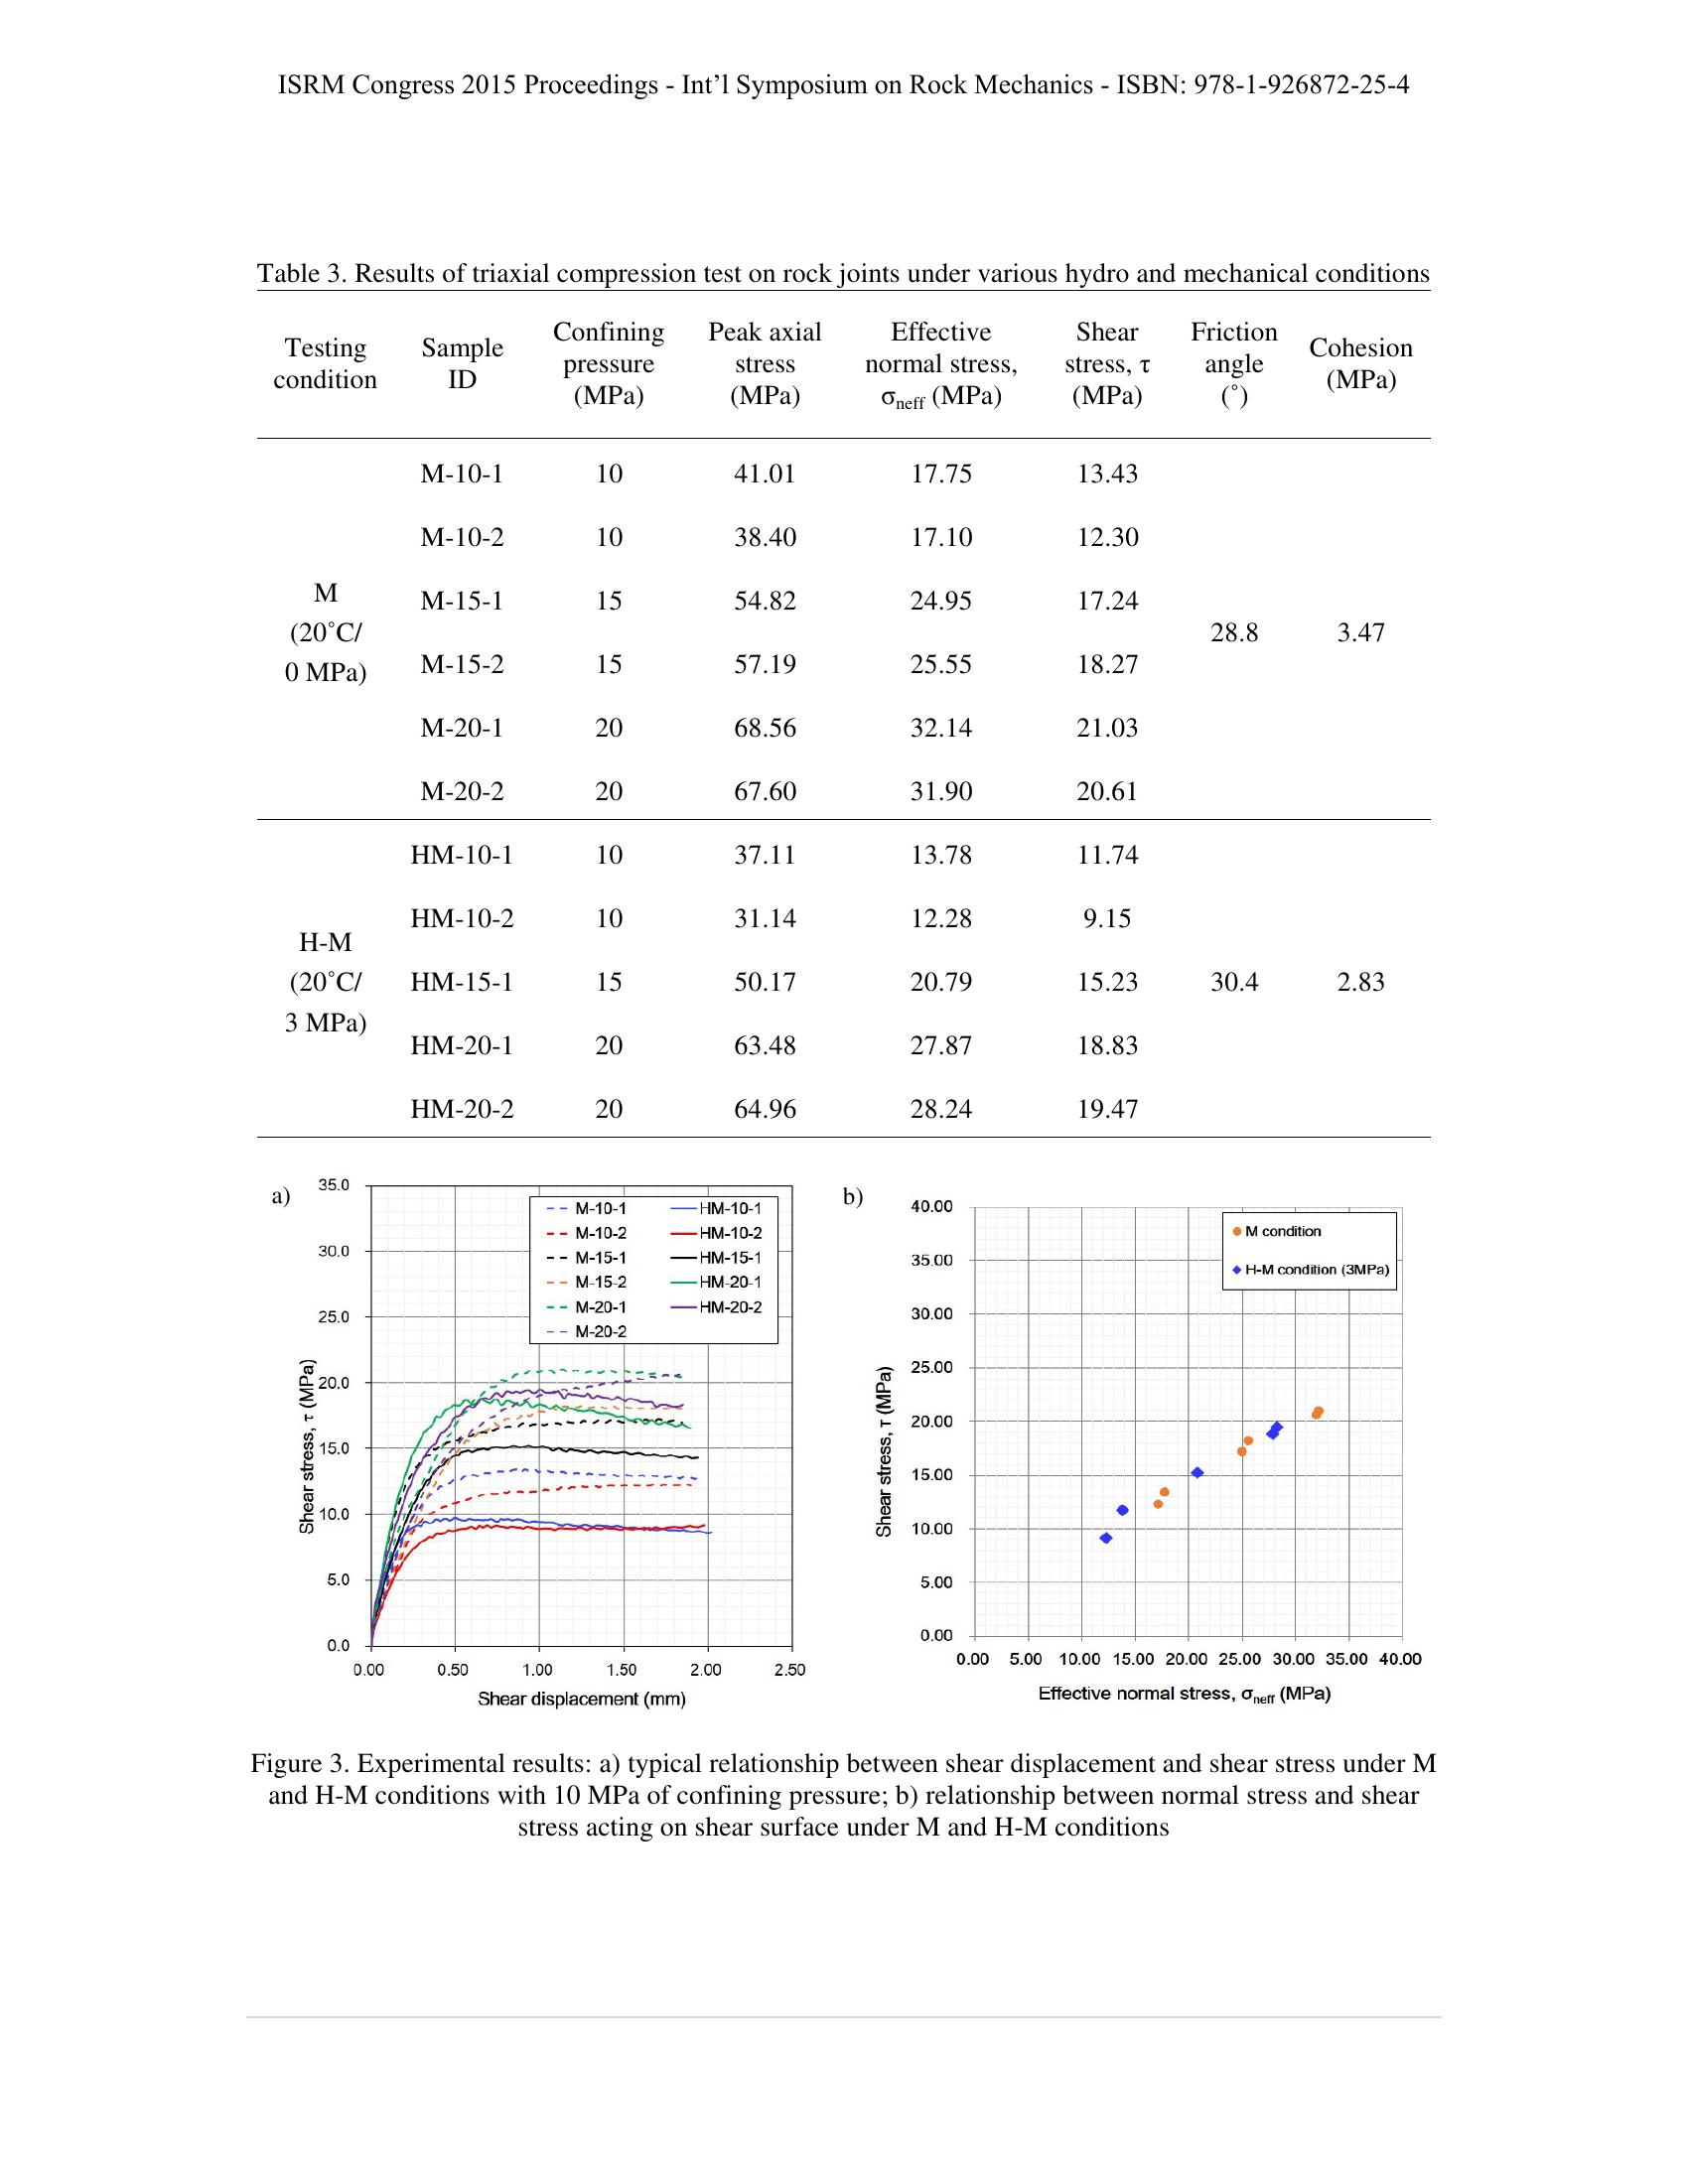 ISRM Congress 2015 Proceedings - Int’l Symposium on Rock Mechanics - ISBN: 978-1-926872-25-4
Table 3. Results of triaxial compression test on rock joints under various hydro and mechanical conditions
Testing condition Sample ID Confining pressure (MPa) Peak axial stress (MPa) Effective normal stress, σneff (MPa) Shear stress, τ (MPa) Friction angle (˚) Cohesion (MPa)
M (20˚C/ 0 MPa)
M-10-1 10 41.01 17.75 13.43
M-10-2 10 38.40 17.10 12.30
M-15-1 15 54.82 24.95 17.24
M-15-2 15 57.19 25.55 18.27
M-20-1 20 68.56 32.14 21.03
M-20-2 20 67.60 31.90 20.61
28.8 3.47
H-M (20˚C/ 3 MPa)
HM-10-1 10 37.11 13.78 11.74
HM-10-2 10 31.14 12.28 9.15
HM-15-1 15 50.17 20.79 15.23
HM-20-1 20 63.48 27.87 18.83
HM-20-2 20 64.96 28.24 19.47
30.4 2.83
a)
35.0
30.0
25.0
20.0
15.0
10.0
5.0
0.0
Shear stress, τ (MPa)
M-10-1 HM-10-1
M-10-2 HM-10-2
M-15-1 HM-15-1
M-15-2 HM-20-1
M-20-1 HM-20-2
M-20-2
0.00 0.50 1.00 1.50 2.00 2.50
Shear displacement (mm)
b)
40.00
35.00
30.00
25.00
20.00
15.00
10.00
5.00
0.00
Shear stress, τ (MPa)
M condition
H-M condition (3MPa)
0.00 5.00 10.00 15.00 20.00 25.00 30.00 35.00 40.00
Effective normal stress, σneff (MPa)
Figure 3. Experimental results: a) typical relationship between shear displacement and shear stress under M
and H-M conditions with 10 MPa of confining pressure; b) relationship between normal stress and shear
stress acting on shear surface under M and H-M conditions